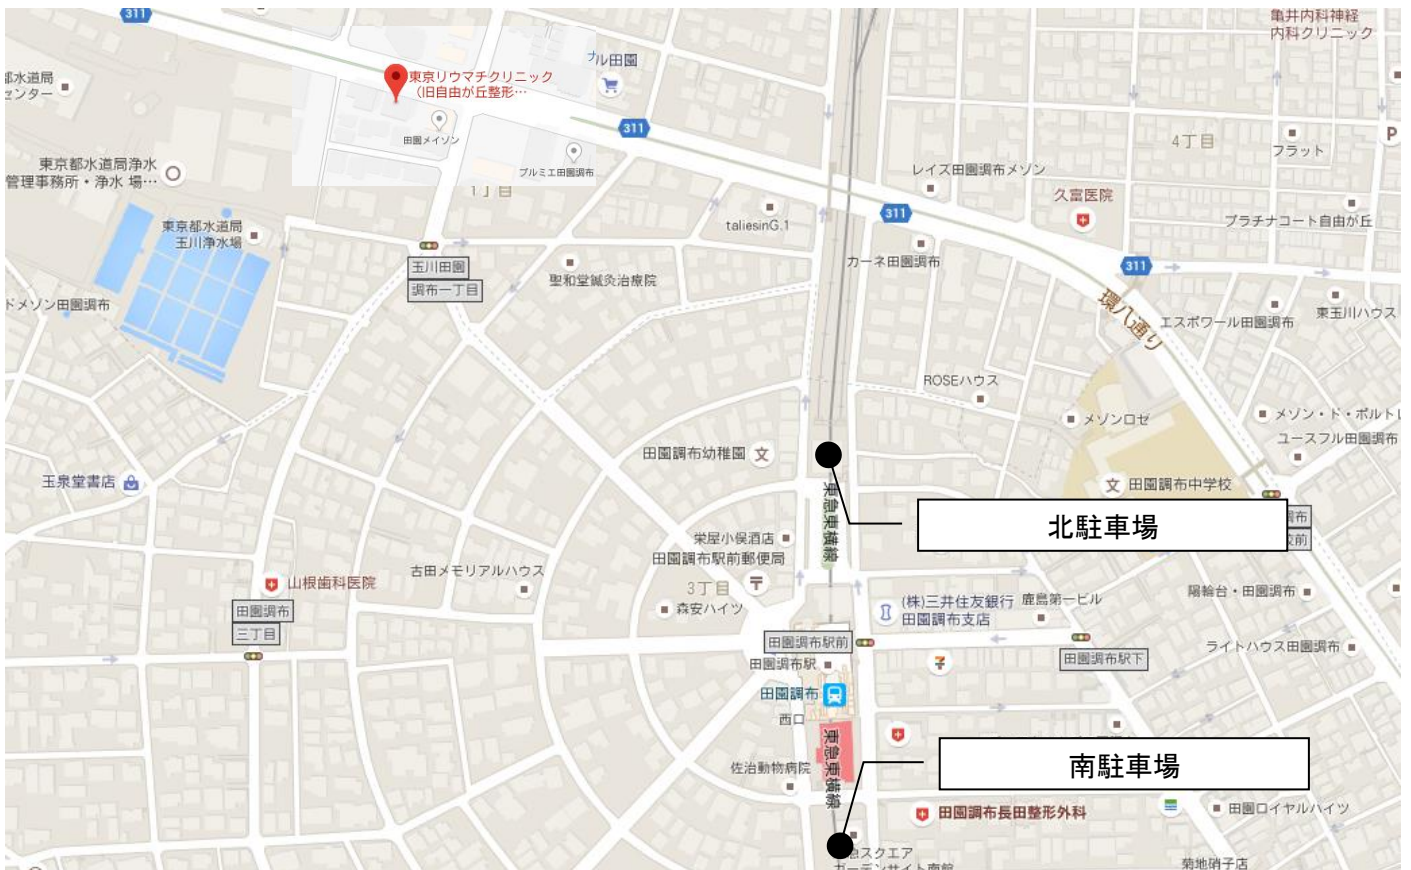 311
亀井内科神経
内科クリニック
都水道局
センター
東京リウマチクリニック
(旧自由が丘整形…
ナル田園
田園メイゾン
311
4丁目
フラット
P
東京都水道局浄水
管理事務所・浄水 場…
プルミエ田園調布
1丁目
レイズ田園調布メゾン
久富医院
東京都水道局
玉川浄水場
taliesinG.1
311
プラチナコート自由が丘
カーネ田園調布
玉川田園
調布一丁目
聖和堂鍼灸治療院
311
ドメゾン田園調布
環八通り
エスポワール田園調布
東玉川ハウス
ROSEハウス
メゾンロゼ
メゾン・ド・ボルトレ
ユースフル田園調布
田園調布幼稚園
文
玉泉堂書店
文
田園調布中学校
東急東横線
北駐車場
調布
校前
栄屋小俣酒店
田園調布駅前郵便局
古田メモリアルハウス
山根歯科医院
3丁目
森安ハイツ
(株)三井住友銀行
田園調布支店
鹿島第一ビル
陽輪台・田園調布
田園調布
三丁目
田園調布駅前
田園調布駅
田園調布駅下
ライトハウス田園調布
田園調布
西口
東急東横線
南駐車場
佐治動物病院
田園調布長田整形外科
田園ロイヤルハイツ
急スクエア
ガーデンサイト南館
菊地硝子店